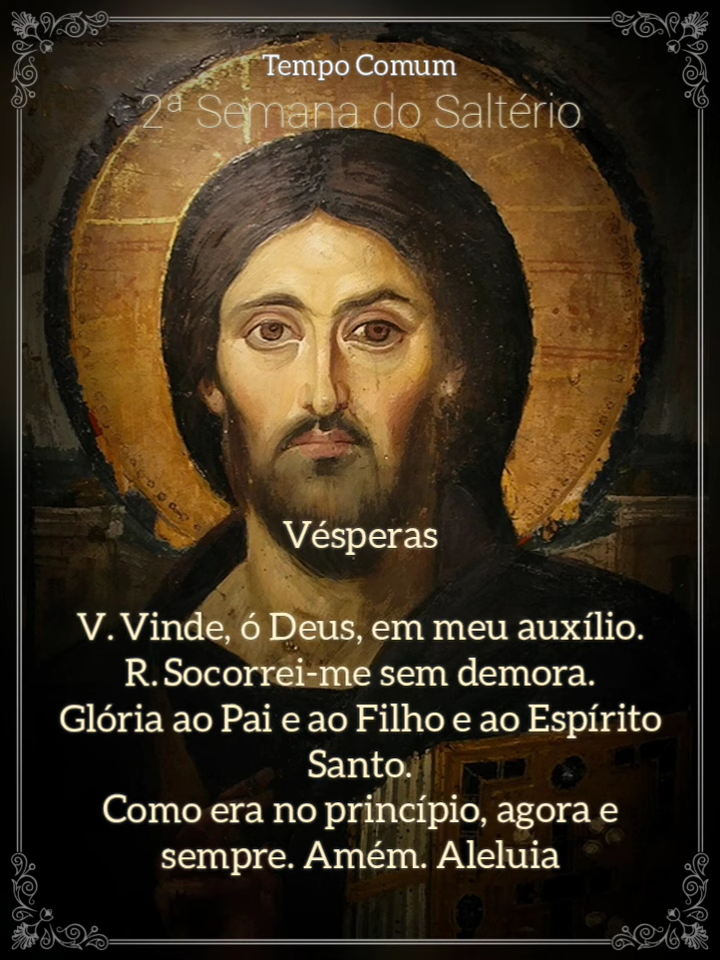 Tempo Comum
2ª Semana do Saltério
Vésperas
V. Vinde, ó Deus, em meu auxílio.
R. Socorrei-me sem demora.
Glória ao Pai e ao Filho e ao Espírito
Santo.
Como era no princípio, agora e
sempre. Amém. Aleluia